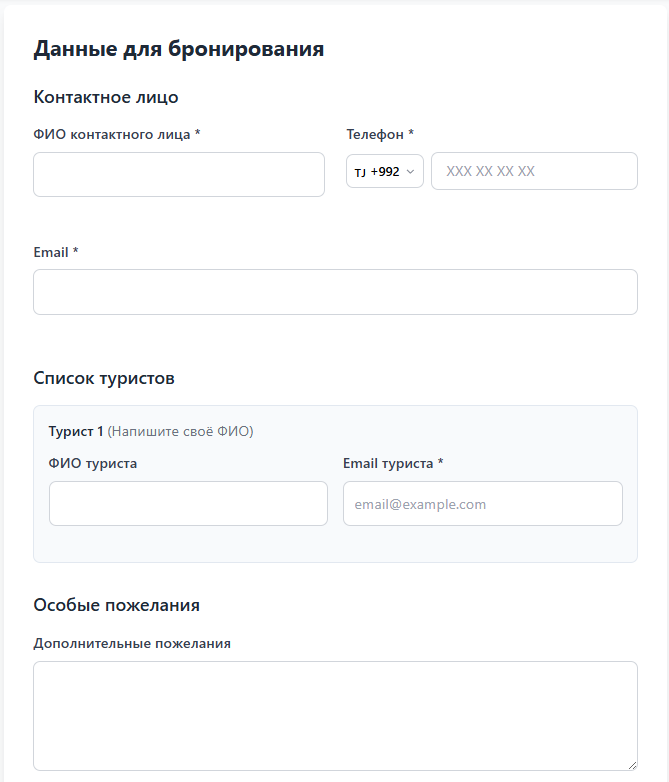 Данные для бронирования
Контактное лицо
ФИО контактного лица *
Телефон *
TJ +992
XXX XX XX XX
Email *
Список туристов
Турист 1 (Напишите своё ФИО)
ФИО туриста
Email туриста *
email@example.com
Особые пожелания
Дополнительные пожелания